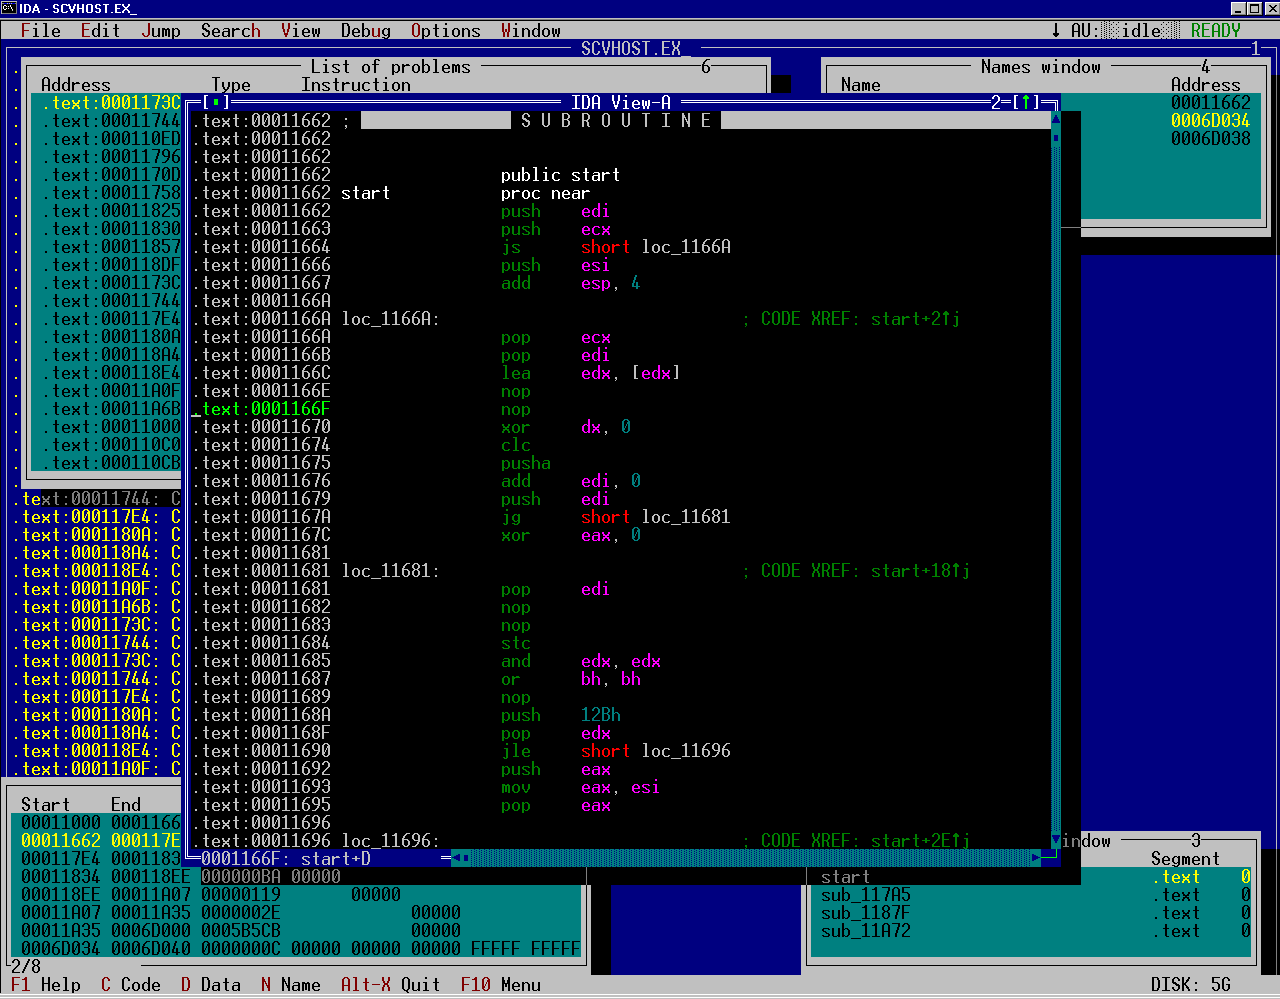 IDA - SCVHOST.EX_
File Edit Jump Search View Debug Options Window ↓ AU: idle READY
SCVHOST.EX_ 1
List of problems 6
Names window 4
Address Type Instruction
Name Address
.text:0001173C
.text:00011744
.text:000110ED
.text:00011796
.text:0001170D
.text:00011758
.text:00011825
.text:00011830
.text:00011857
.text:000118DF
.text:0001173C
.text:00011744
.text:000117E4
.text:0001180A
.text:000118A4
.text:000118E4
.text:00011A0F
.text:00011A6B
.text:00011000
.text:000110C0
.text:000110CB
00011662
0006D034
0006D038
[▪] IDA View-A 2=[↑]
.text:00011662 ; S U B R O U T I N E
.text:00011662
.text:00011662
.text:00011662 public start
.text:00011662 start proc near
.text:00011662 push edi
.text:00011663 push ecx
.text:00011664 js short loc_1166A
.text:00011666 push esi
.text:00011667 add esp, 4
.text:0001166A
.text:0001166A loc_1166A: ; CODE XREF: start+2↑j
.text:0001166A pop ecx
.text:0001166B pop edi
.text:0001166C lea edx, [edx]
.text:0001166E nop
.text:0001166F nop
.text:00011670 xor dx, 0
.text:00011674 clc
.text:00011675 pusha
.text:00011676 add edi, 0
.text:00011679 push edi
.text:0001167A jg short loc_11681
.text:0001167C xor eax, 0
.text:00011681
.text:00011681 loc_11681: ; CODE XREF: start+18↑j
.text:00011681 pop edi
.text:00011682 nop
.text:00011683 nop
.text:00011684 stc
.text:00011685 and edx, edx
.text:00011687 or bh, bh
.text:00011689 nop
.text:0001168A push 12Bh
.text:0001168F pop edx
.text:00011690 jle short loc_11696
.text:00011692 push eax
.text:00011693 mov eax, esi
.text:00011695 pop eax
.text:00011696
.text:00011696 loc_11696: ; CODE XREF: start+2E↑j
0001166F: start+D
.text:00011744: C
.text:000117E4: C
.text:0001180A: C
.text:000118A4: C
.text:000118E4: C
.text:00011A0F: C
.text:00011A6B: C
.text:0001173C: C
.text:00011744: C
.text:0001173C: C
.text:00011744: C
.text:000117E4: C
.text:0001180A: C
.text:000118A4: C
.text:000118E4: C
.text:00011A0F: C
Start End
00011000 0001166
00011662 000117E
000117E4 0001183
00011834 000118EE 000000BA 00000
000118EE 00011A07 00000119 00000
00011A07 00011A35 0000002E 00000
00011A35 0006D000 0005B5CB 00000
0006D034 0006D040 0000000C 00000 00000 00000 FFFFF FFFFF
2/8
indow 3
Segment
start .text 0
sub_117A5 .text 0
sub_1187F .text 0
sub_11A72 .text 0
F1 Help C Code D Data N Name Alt-X Quit F10 Menu DISK: 5G